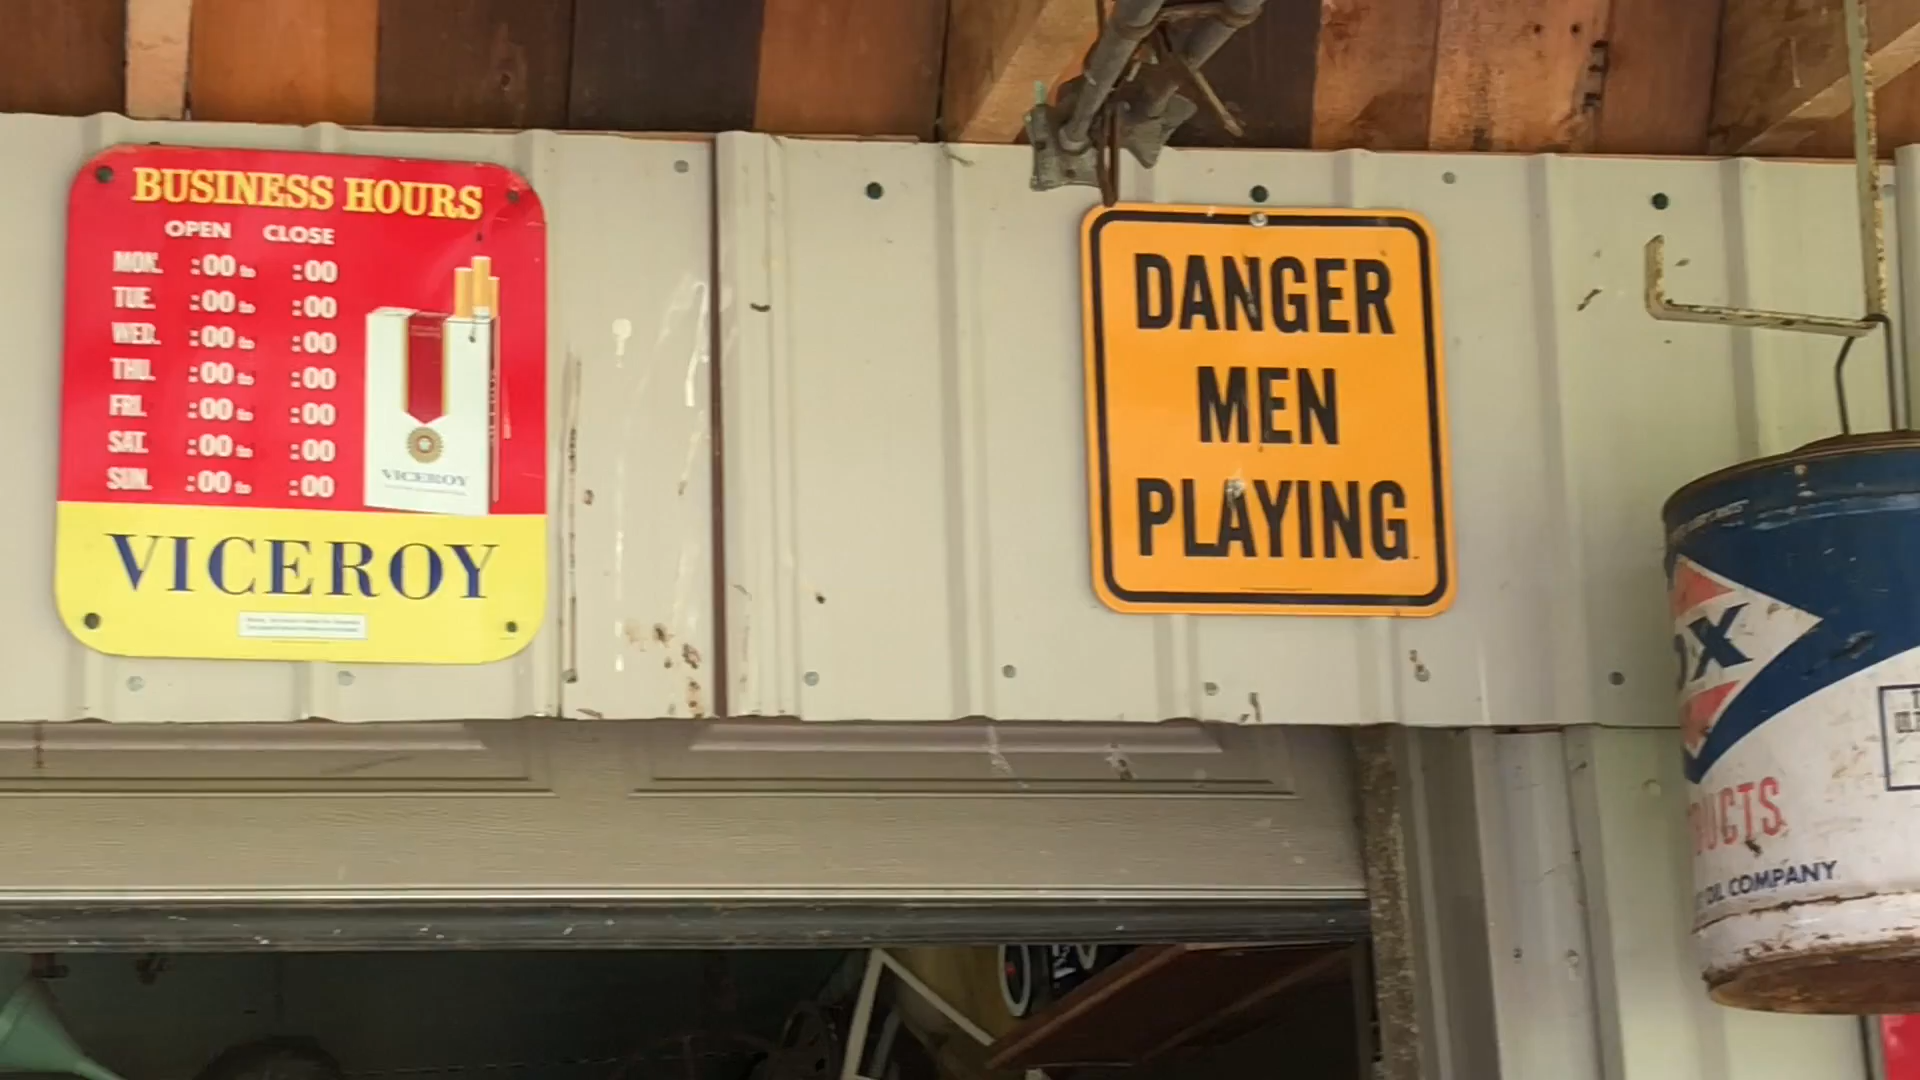 BUSINESS HOURS
OPEN CLOSE
MON. :00 to :00
TUE. :00 to :00
WED. :00 to :00
THU. :00 to :00
FRI. :00 to :00
SAT. :00 to :00
SUN. :00 to :00
VICEROY
VICEROY
DANGER
MEN
PLAYING
X
UCTS
OIL COMPANY